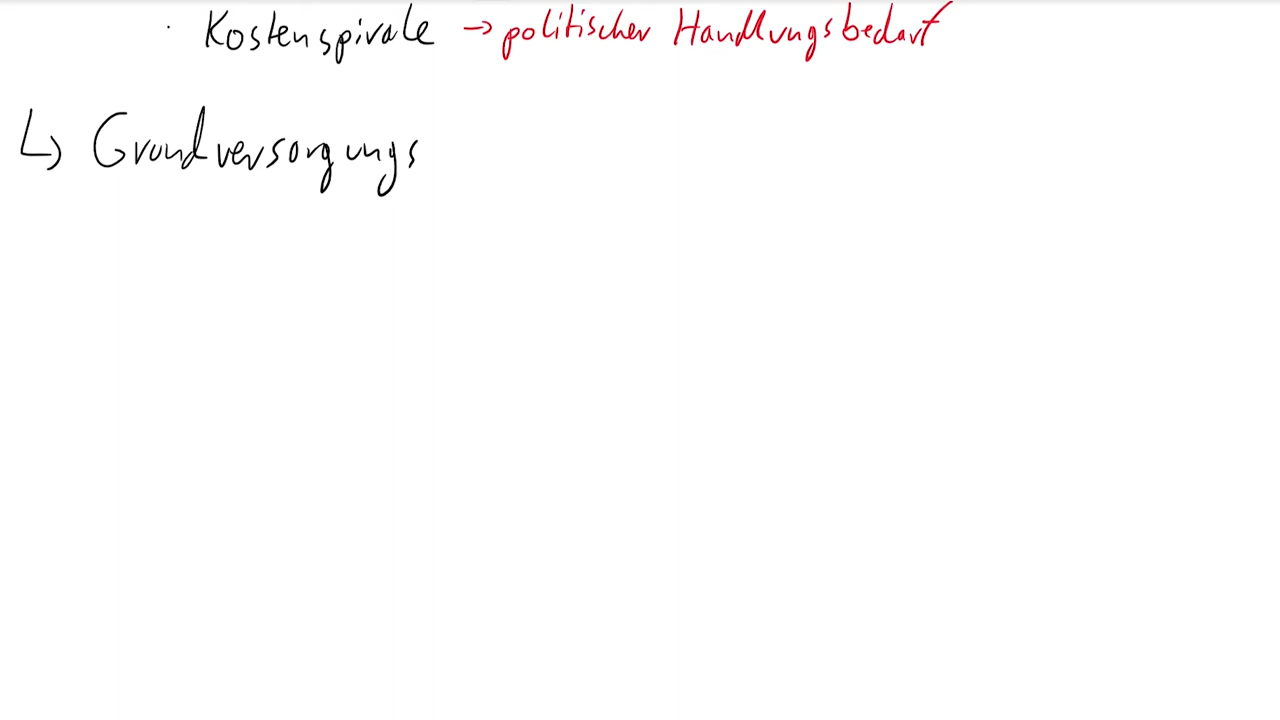 · Kostenspirale → politischer Handlungsbedarf
↳ Grundversorgungs